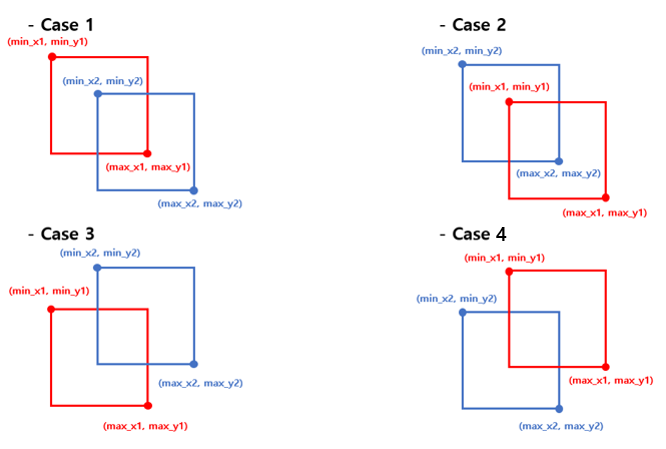 - Case 1
(min_x1, min_y1)
(min_x2, min_y2)
(max_x1, max_y1)
(max_x2, max_y2)
- Case 2
(min_x2, min_y2)
(min_x1, min_y1)
(max_x2, max_y2)
(max_x1, max_y1)
- Case 3
(min_x2, min_y2)
(min_x1, min_y1)
(max_x2, max_y2)
(max_x1, max_y1)
- Case 4
(min_x1, min_y1)
(min_x2, min_y2)
(max_x1, max_y1)
(max_x2, max_y2)